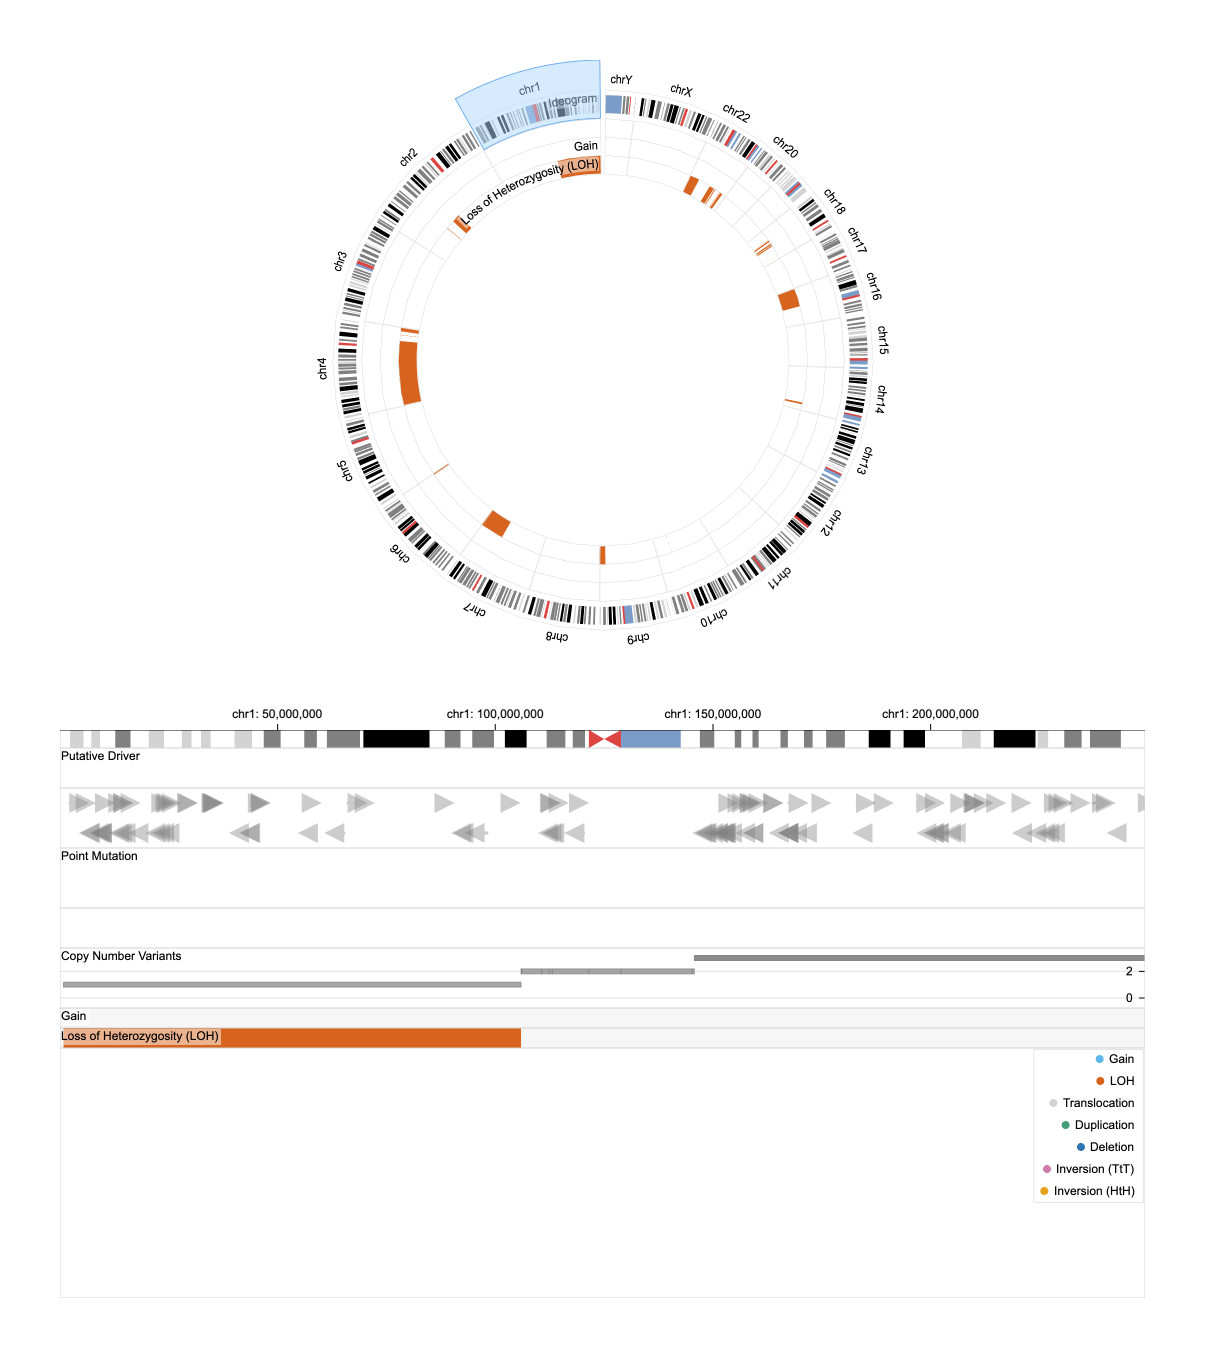 chrY
chrX
chr22
chr20
chr18
chr17
chr16
chr15
chr14
chr13
chr12
chr11
chr10
chr9
chr8
chr7
chr6
chr5
chr4
chr3
chr2
chr1
Ideogram
Gain
Loss of Heterozygosity (LOH)
chr1: 50,000,000 chr1: 100,000,000 chr1: 150,000,000 chr1: 200,000,000
Putative Driver
Point Mutation
Copy Number Variants
2
0
Gain
Loss of Heterozygosity (LOH)
Gain
LOH
Translocation
Duplication
Deletion
Inversion (TtT)
Inversion (HtH)